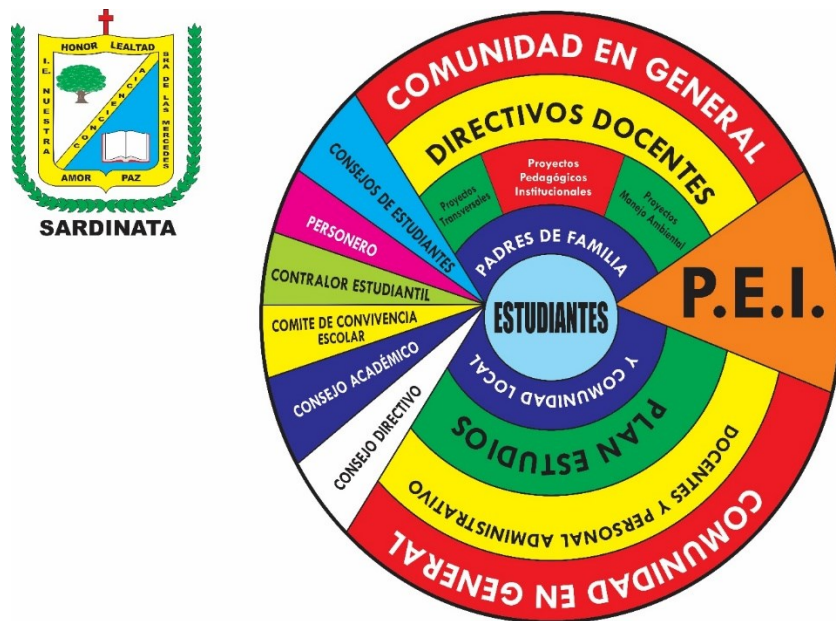 HONOR LEALTAD
I.E. NUESTRA
SRA DE LAS MERCEDES
CONCIENCIA
AMOR PAZ
SARDINATA
COMUNIDAD EN GENERAL
DIRECTIVOS DOCENTES
Proyectos
Transversales
Proyectos
Pedagógicos
Institucionales
Proyectos
Manejo Ambiental
PADRES DE FAMILIA
CONSEJOS DE ESTUDIANTES
PERSONERO
CONTRALOR ESTUDIANTIL
COMITE DE CONVIVENCIA
ESCOLAR
CONSEJO ACADÉMICO
CONSEJO DIRECTIVO
ESTUDIANTES
P.E.I.
Y COMUNIDAD LOCAL
PLAN ESTUDIOS
DOCENTES Y PERSONAL ADMINISTRATIVO
COMUNIDAD EN GENERAL